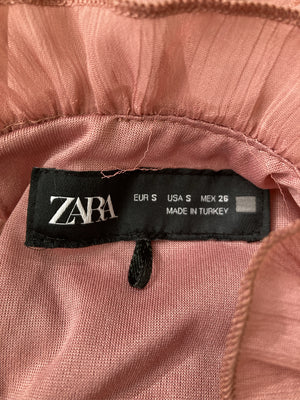 ZARA
EUR S USA S MEX 26
MADE IN TURKEY